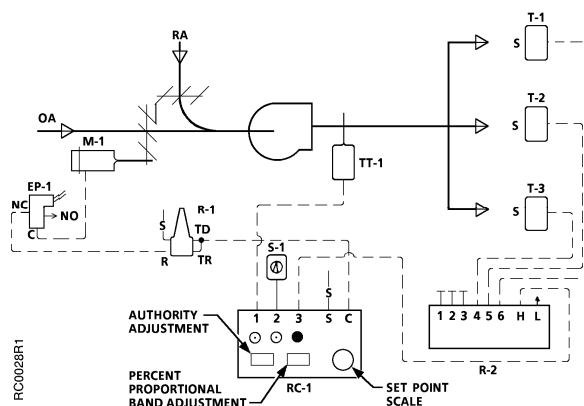 T-1
S
RA
OA
M-1
T-2
S
EP-1
NC
NO
C
TT-1
R-1
S
TD
R
TR
T-3
S
S-1
S
1 2 3 S C
1 2 3 4 5 6 H L
R-2
AUTHORITY
ADJUSTMENT
PERCENT
PROPORTIONAL
BAND ADJUSTMENT
RC-1
SET POINT
SCALE
RC0028R1